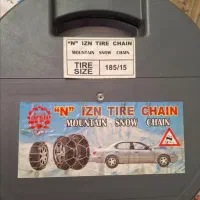 "N" IZN TIRE CHAIN
MOUNTAIN SNOW CHAIN
TIRE SIZE 185/15
"N" IZN TIRE CHAIN
MOUNTAIN SNOW CHAIN